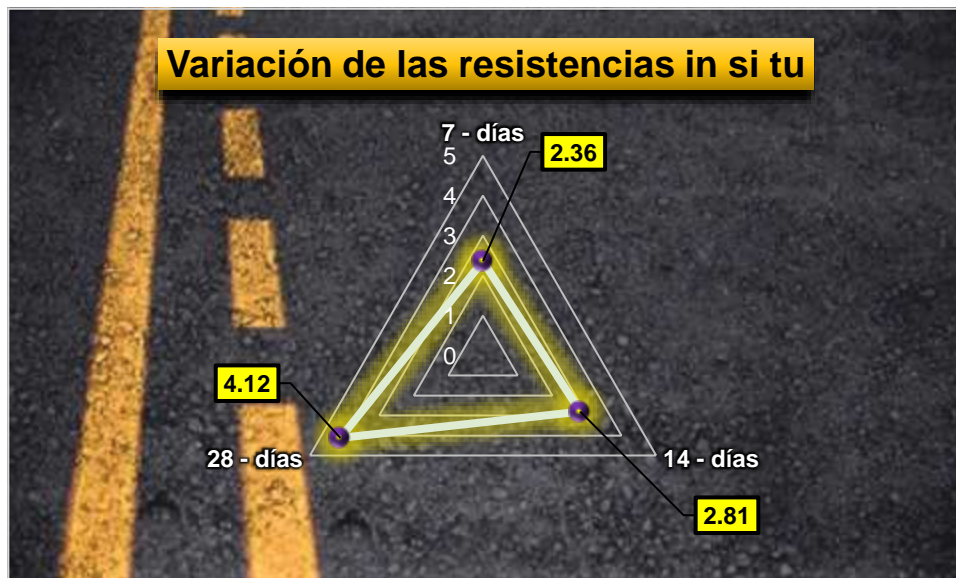 Variación de las resistencias in si tu
7 - días
2.36
5
4
3
2
1
0
4.12
28 - días
14 - días
2.81